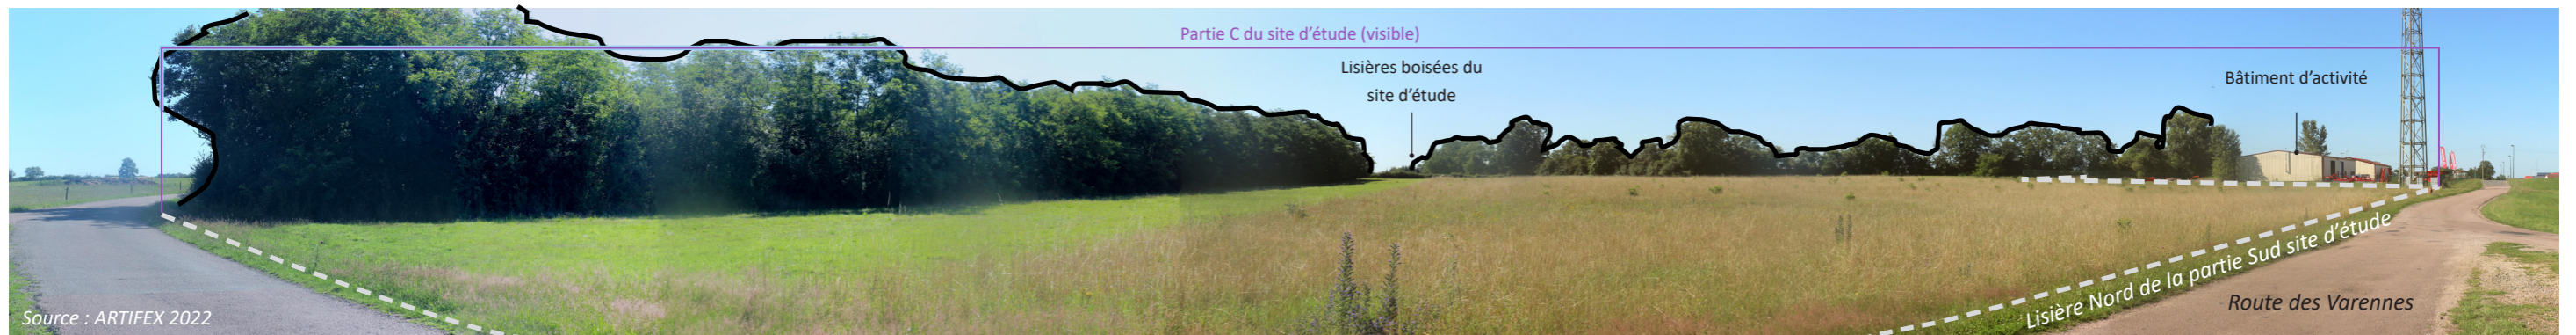 Partie C du site d'étude (visible)
Lisières boisées du
site d'étude
Bâtiment d'activité
Lisière Nord de la partie Sud site d'étude
Route des Varennes
Source : ARTIFEX 2022